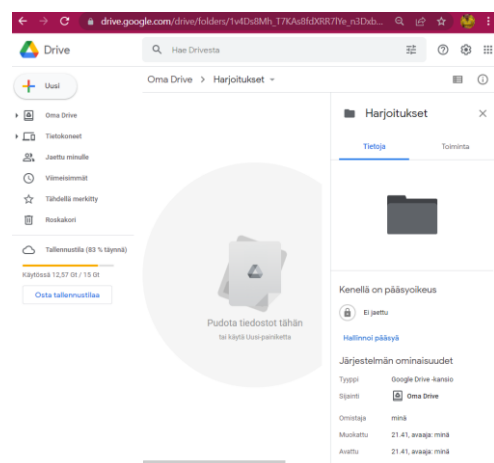 drive.google.com/drive/folders/1v4Ds8Mh_T7KAs8fdXRR7lYe_n3Dxb...
Drive
Hae Drivesta
Uusi
Oma Drive > Harjoitukset
Oma Drive
Tietokoneet
Jaettu minulle
Viimeisimmät
Tähdellä merkitty
Roskakori
Tallennustila (83 % täynnä)
Käytössä 12,57 Gt / 15 Gt
Osta tallennustilaa
Pudota tiedostot tähän
tai käytä Uusi-painiketta
Harjoitukset
Tietoja
Toiminta
Kenellä on pääsyoikeus
Ei jaettu
Hallinnoi pääsyä
Järjestelmän ominaisuudet
Tyyppi Google Drive -kansio
Sijainti Oma Drive
Omistaja minä
Muokattu 21.41, avaaja: minä
Avattu 21.41, avaaja: minä